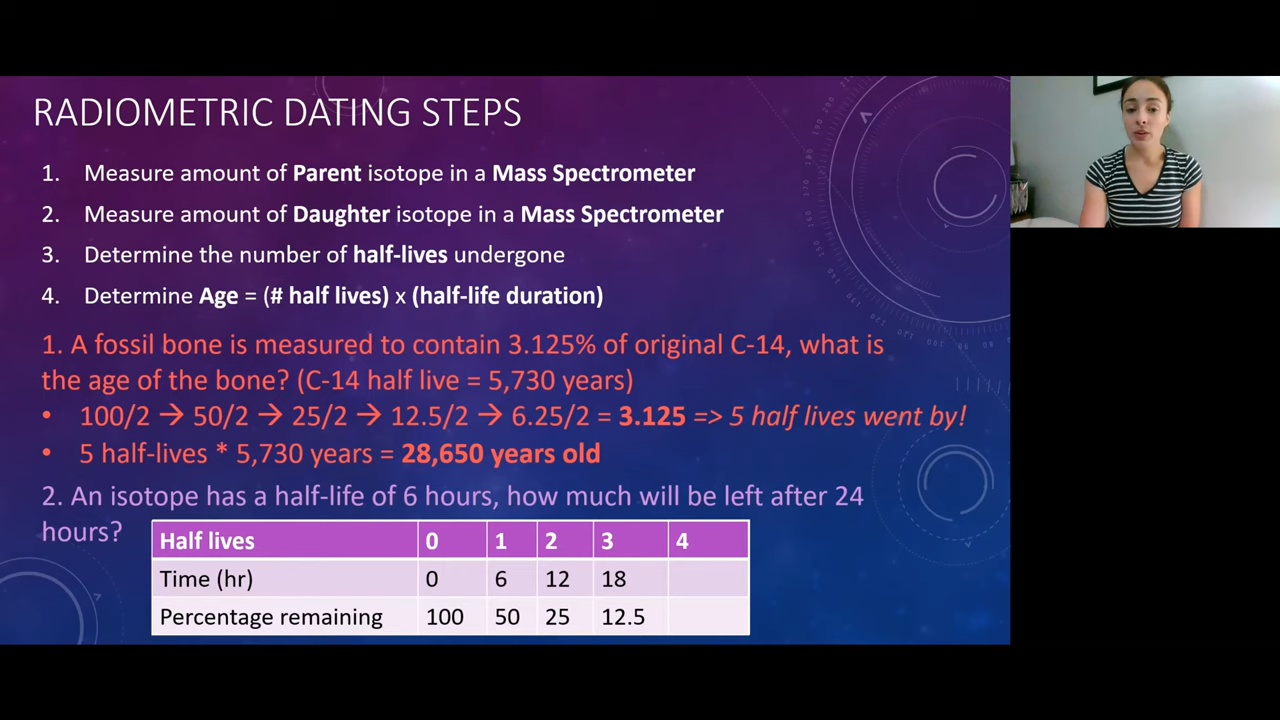 RADIOMETRIC DATING STEPS
1. Measure amount of Parent isotope in a Mass Spectrometer
2. Measure amount of Daughter isotope in a Mass Spectrometer
3. Determine the number of half-lives undergone
4. Determine Age = (# half lives) x (half-life duration)
1. A fossil bone is measured to contain 3.125% of original C-14, what is
the age of the bone? (C-14 half live = 5,730 years)
• 100/2 → 50/2 → 25/2 → 12.5/2 → 6.25/2 = 3.125 => 5 half lives went by!
• 5 half-lives * 5,730 years = 28,650 years old
2. An isotope has a half-life of 6 hours, how much will be left after 24
hours?
Half lives 0 1 2 3 4
Time (hr) 0 6 12 18
Percentage remaining 100 50 25 12.5